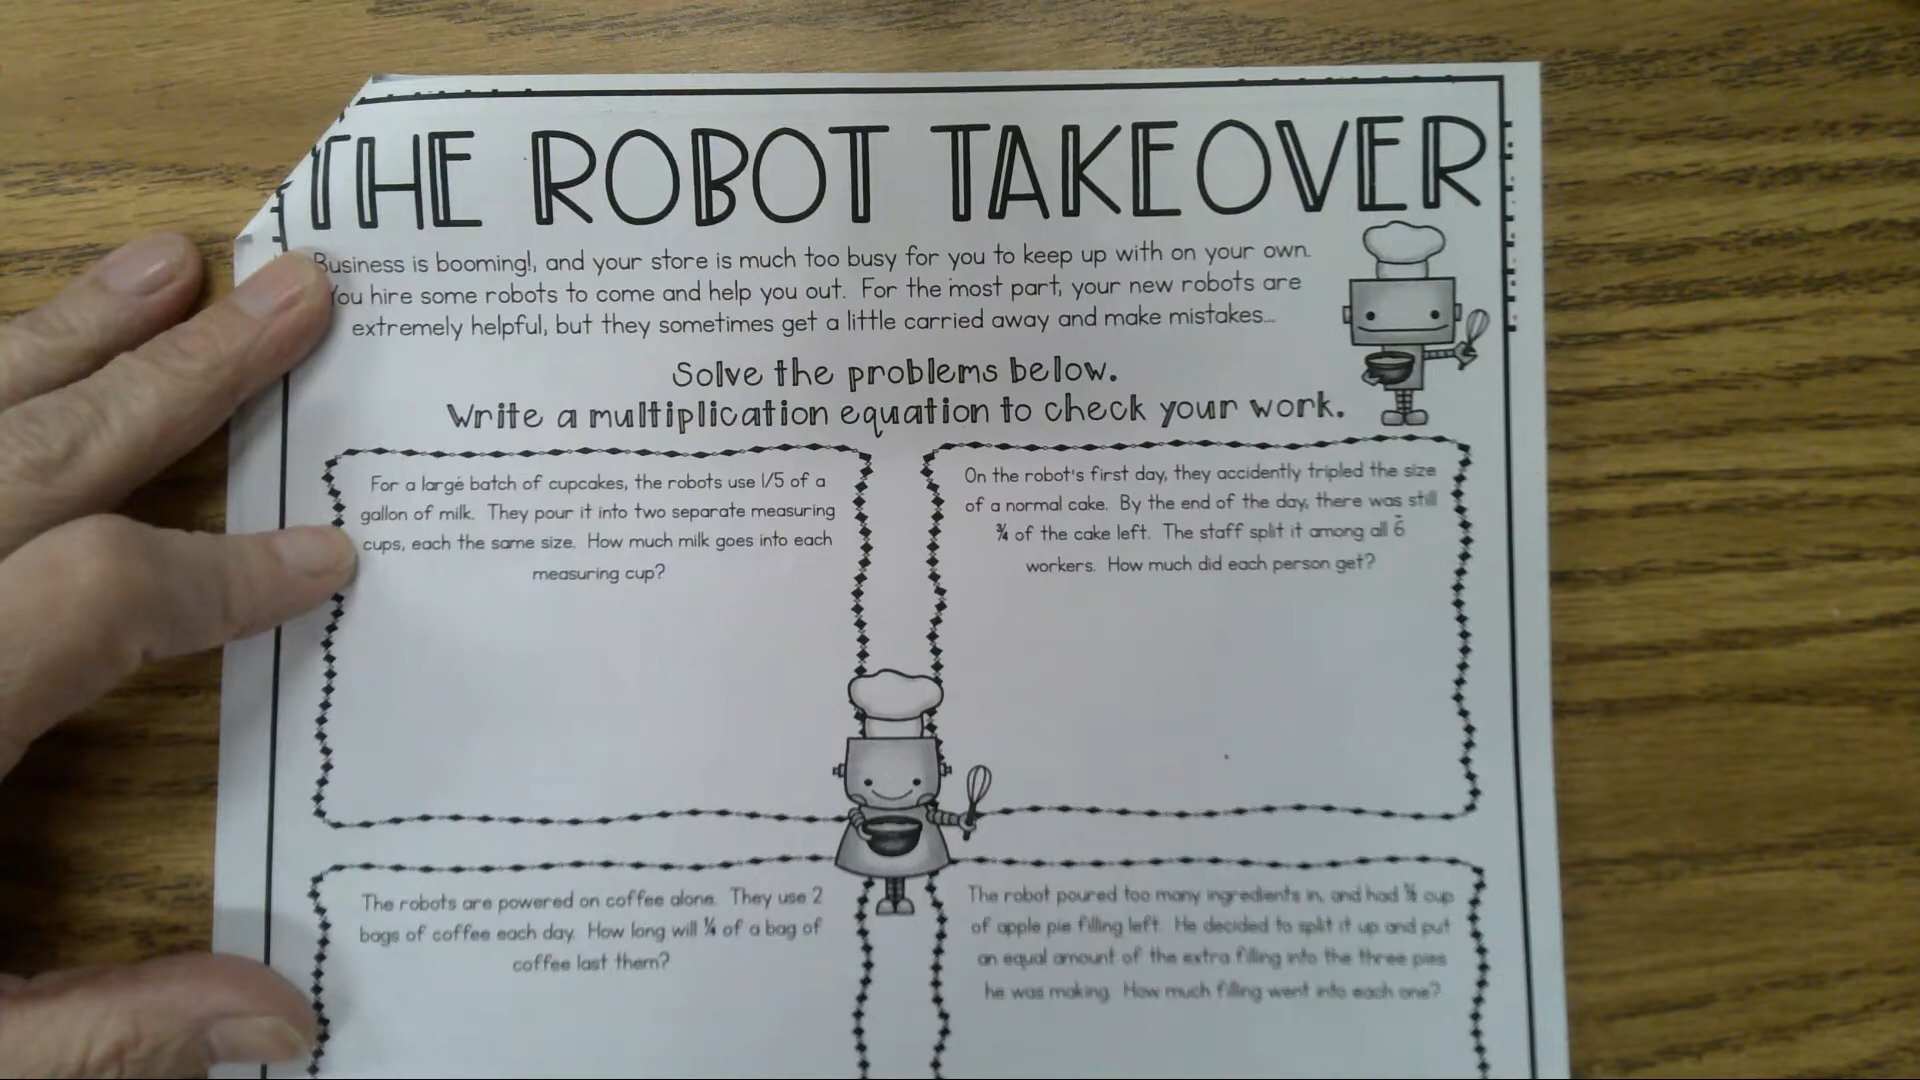 THE ROBOT TAKEOVER
Business is booming!, and your store is much too busy for you to keep up with on your own.
You hire some robots to come and help you out. For the most part, your new robots are
extremely helpful, but they sometimes get a little carried away and make mistakes...
Solve the problems below.
Write a multiplication equation to check your work.
For a large batch of cupcakes, the robots use 1/5 of a
gallon of milk. They pour it into two separate measuring
cups, each the same size. How much milk goes into each
measuring cup?
On the robot's first day, they accidently tripled the size
of a normal cake. By the end of the day, there was still
¾ of the cake left. The staff split it among all 6
workers. How much did each person get?
The robots are powered on coffee alone. They use 2
bags of coffee each day. How long will ¼ of a bag of
coffee last them?
The robot poured too many ingredients in, and had cup
of apple pie filling left. He decided to split it up and put
an equal amount of the extra filling into the three pies
he was making. How much filling went into each one?